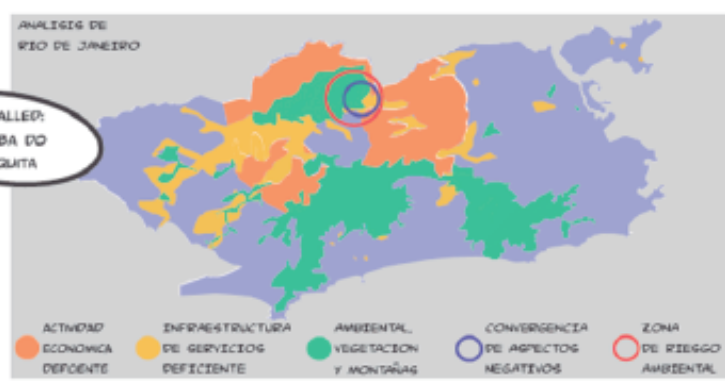 ANALISIS DE
RIO DE JANEIRO
ALLED:
BA DO
QUITA
ACTIVIDAD
ECONOMICA
DEFICENTE
INFRAESTRUCTURA
DE SERVICIOS
DEFICIENTE
AMBIENTAL,
VEGETACION
Y MONTAÑAS
CONVERGENCIA
DE ASPECTOS
NEGATIVOS
ZONA
DE RIESGO
AMBIENTAL